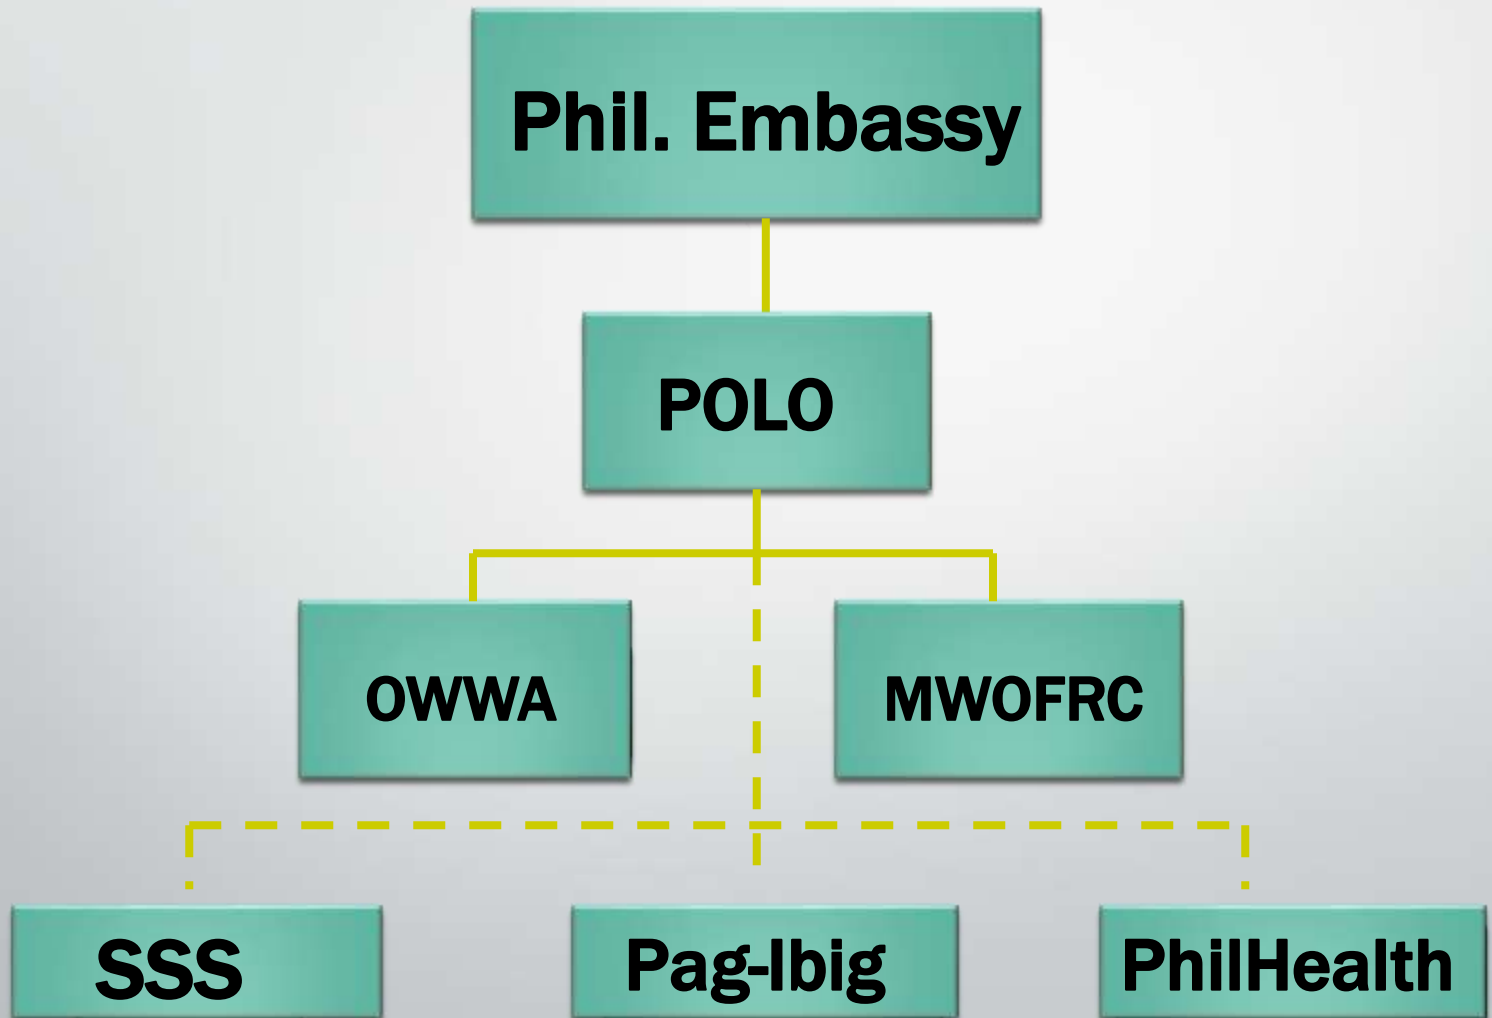 Phil. Embassy
POLO
OWWA
MWOFRC
SSS
Pag-Ibig
PhilHealth